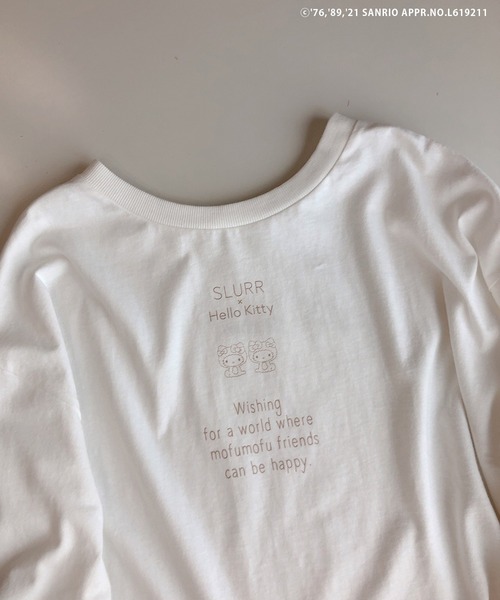 ©'76,'89,'21 SANRIO APPR.NO.L619211
SLURR
×
Hello Kitty
Wishing
for a world where
mofumofu friends
can be happy.